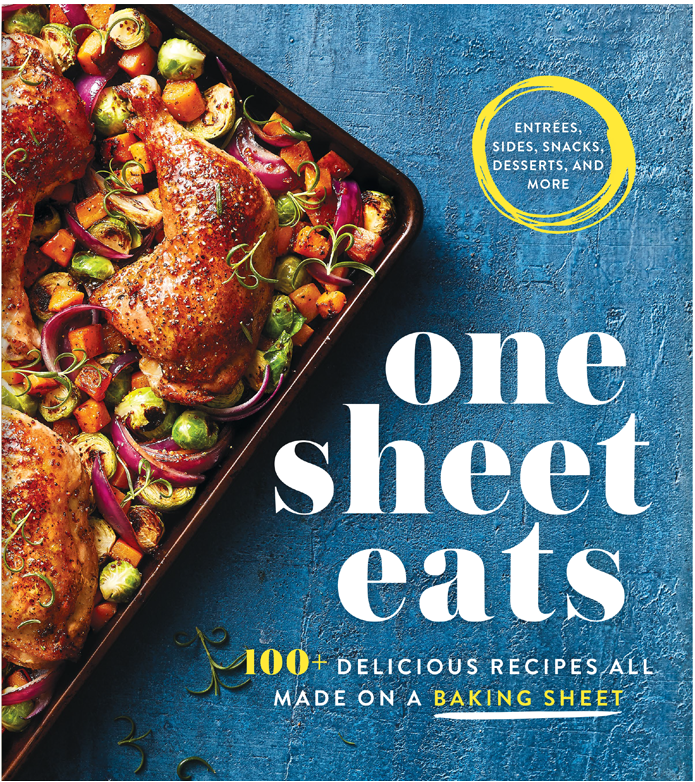 ENTRÉES,
SIDES, SNACKS,
DESSERTS, AND
MORE
one
sheet
eats
100+ DELICIOUS RECIPES ALL
MADE ON A BAKING SHEET